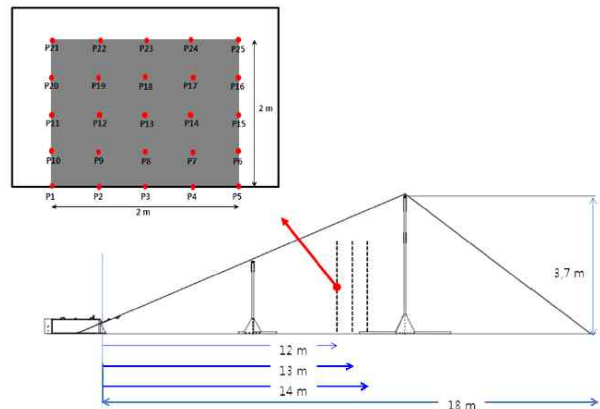 P21 P22 P23 P24 P25
P20 P19 P18 P17 P16
P11 P12 P13 P14 P15
P10 P9 P8 P7 P6
P1 P2 P3 P4 P5
2 m
2 m
3,7 m
12 m
13 m
14 m
18 m